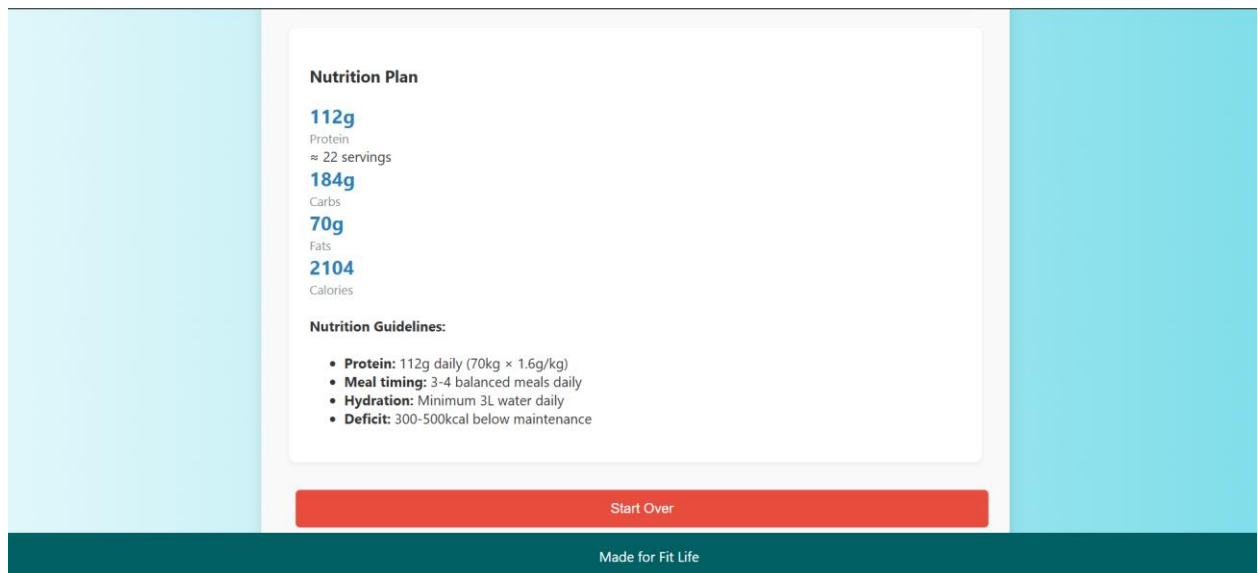 Nutrition Plan
112g
Protein
≈ 22 servings
184g
Carbs
70g
Fats
2104
Calories
Nutrition Guidelines:
• Protein: 112g daily (70kg × 1.6g/kg)
• Meal timing: 3-4 balanced meals daily
• Hydration: Minimum 3L water daily
• Deficit: 300-500kcal below maintenance
Start Over
Made for Fit Life